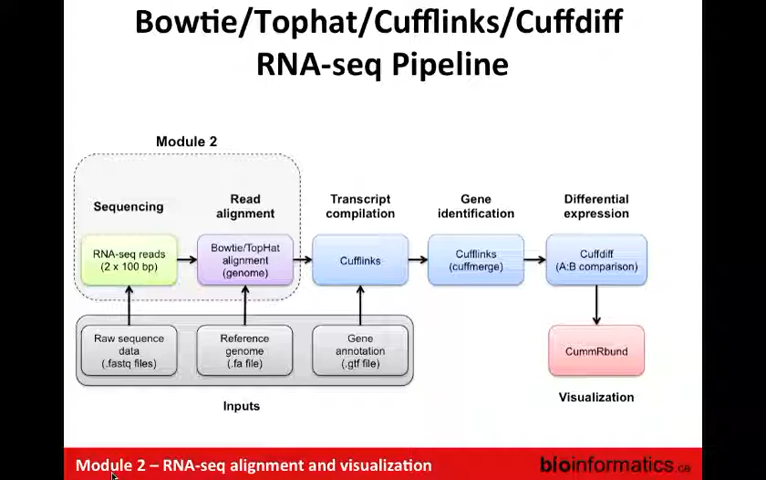 Bowtie/Tophat/Cufflinks/Cuffdiff
RNA-seq Pipeline
Module 2
Sequencing
Read
alignment
Transcript
compilation
Gene
identification
Differential
expression
RNA-seq reads
(2 x 100 bp)
Bowtie/TopHat
alignment
(genome)
Cufflinks
Cufflinks
(cuffmerge)
Cuffdiff
(A:B comparison)
Raw sequence
data
(.fastq files)
Reference
genome
(.fa file)
Gene
annotation
(.gtf file)
CummRbund
Inputs
Visualization
Module 2 – RNA-seq alignment and visualization
bioinformatics.ca